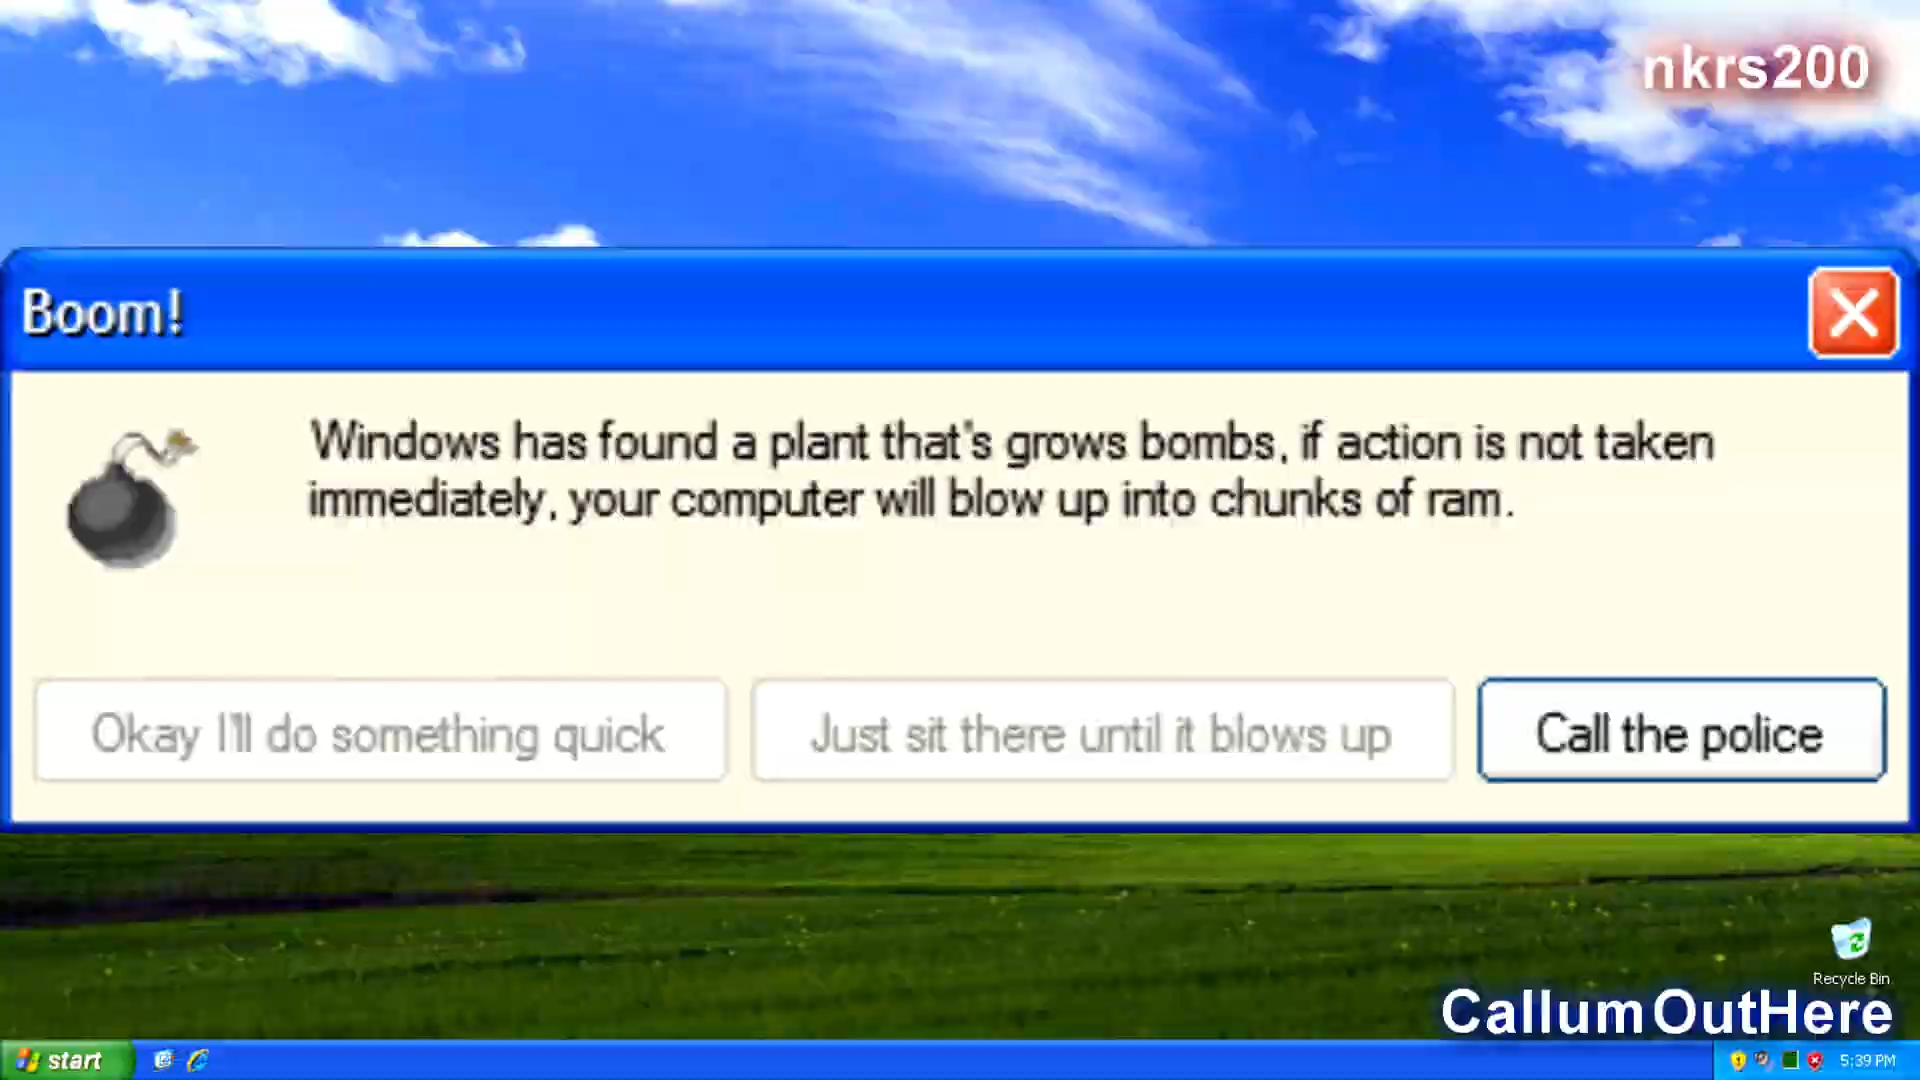 nkrs200
Boom!
Windows has found a plant that's grows bombs, if action is not taken
immediately, your computer will blow up into chunks of ram.
Okay I'll do something quick
Just sit there until it blows up
Call the police
Recycle Bin
CallumOutHere
start
5:39 PM